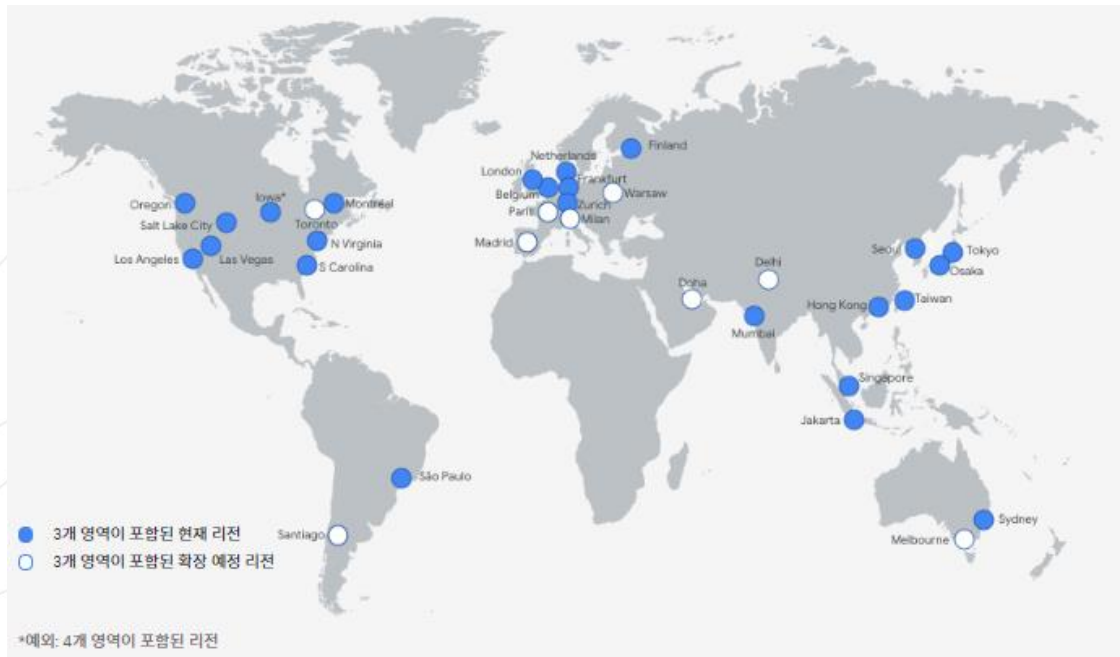 Finland
Netherlands
London
Frankfurt
Belgium
Warsaw
Zurich
Paris
Milan
Madrid
Oregon
Iowa*
Montréal
Salt Lake City
Toronto
N Virginia
Los Angeles
Las Vegas
S Carolina
Seoul
Tokyo
Osaka
Delhi
Doha
Hong Kong
Taiwan
Mumbai
Singapore
Jakarta
São Paulo
Santiago
Sydney
Melbourne
3개 영역이 포함된 현재 리전
3개 영역이 포함된 확장 예정 리전
*예외: 4개 영역이 포함된 리전